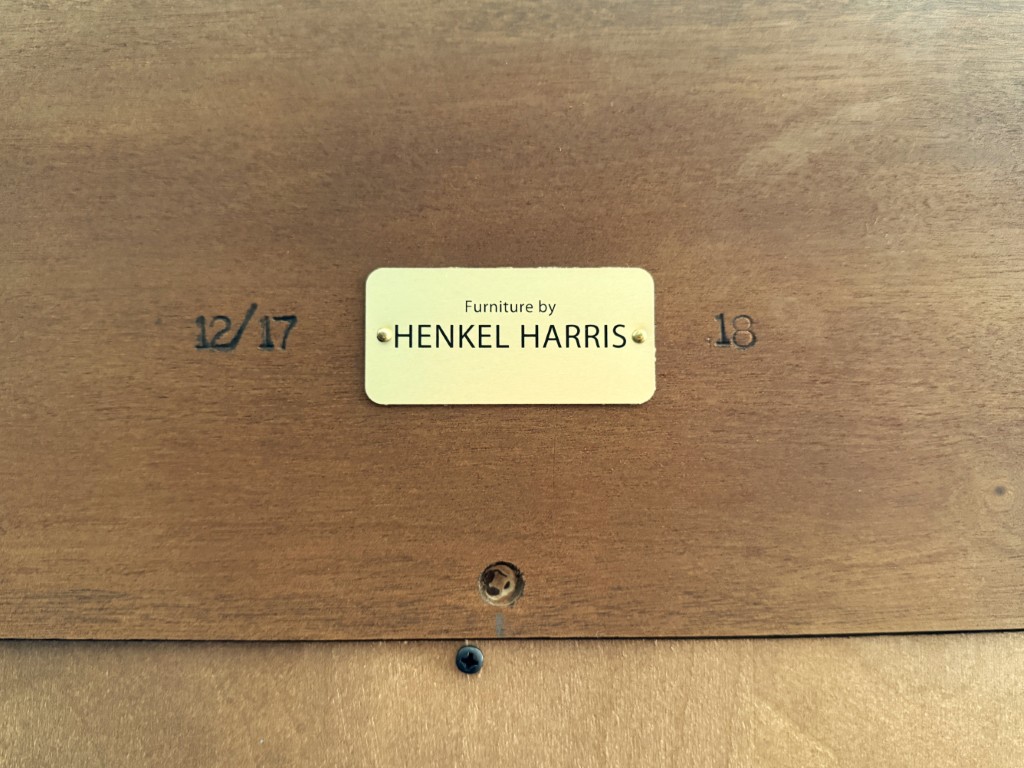 Furniture by
12/17 HENKEL HARRIS 18